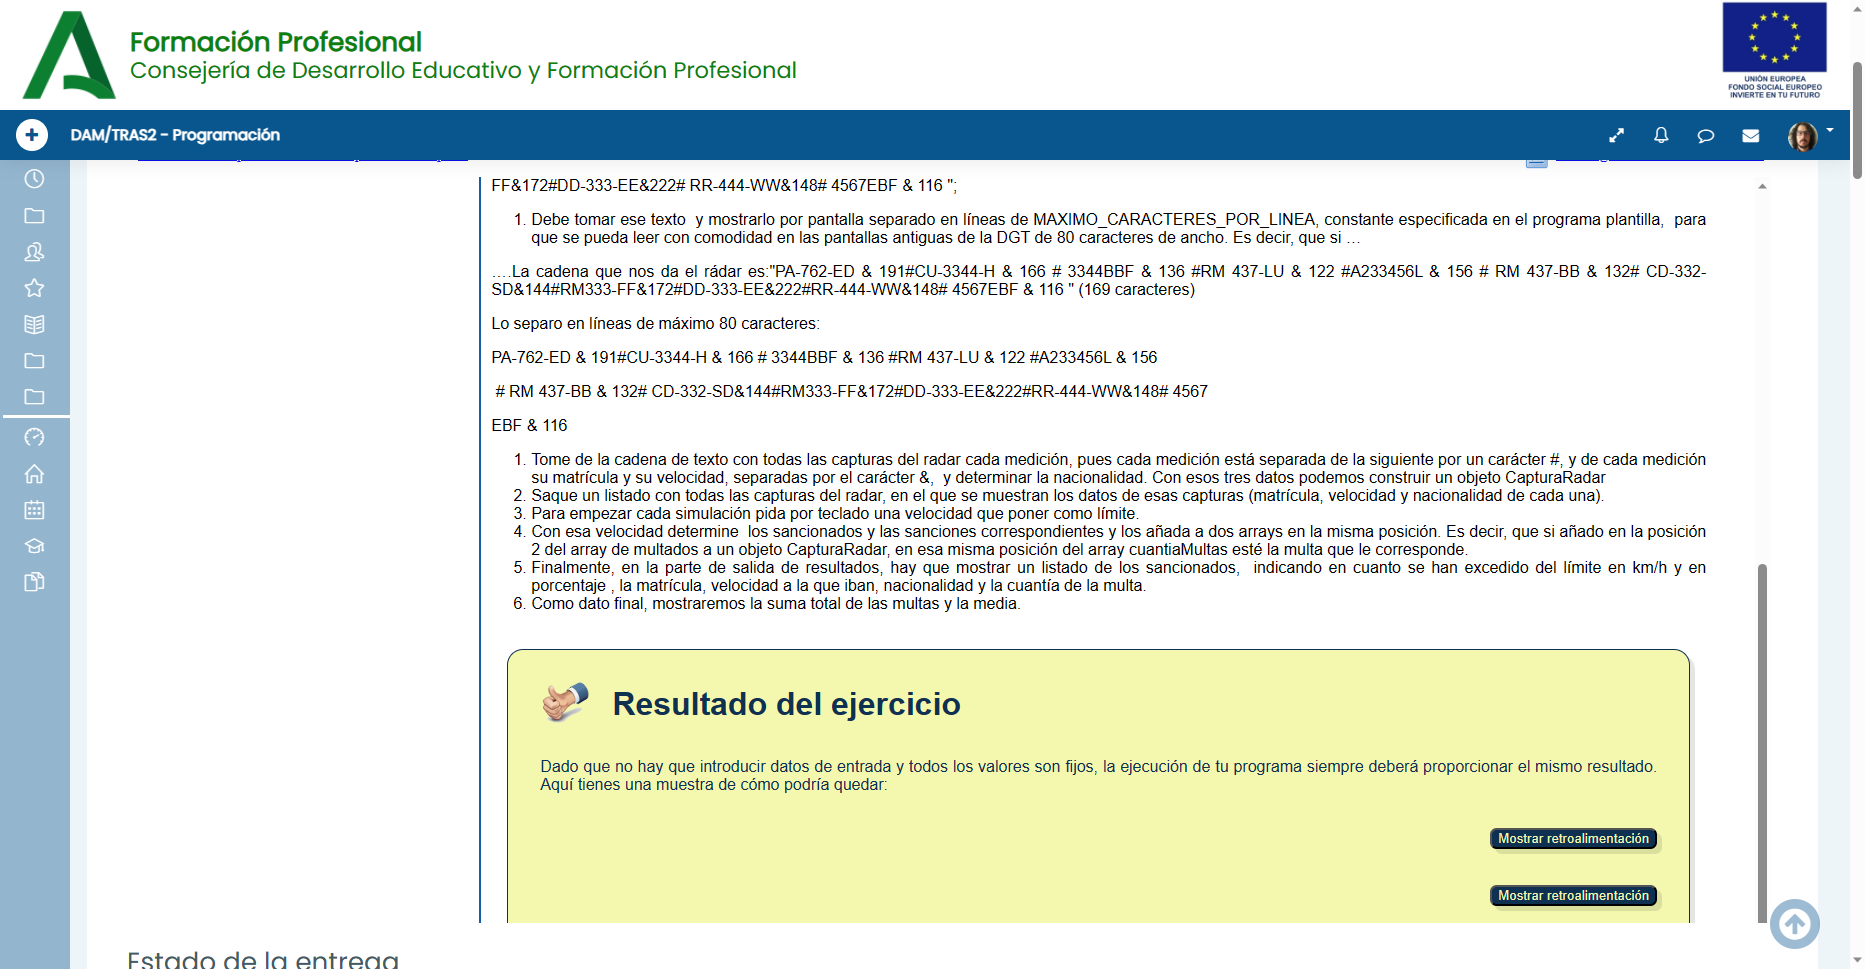 Formación Profesional
Consejería de Desarrollo Educativo y Formación Profesional
UNIÓN EUROPEA
FONDO SOCIAL EUROPEO
INVIERTE EN TU FUTURO
DAM/TRAS2 - Programación
FF&172#DD-333-EE&222# RR-444-WW&148# 4567EBF & 116 ";
1. Debe tomar ese texto  y mostrarlo por pantalla separado en líneas de MAXIMO_CARACTERES_POR_LINEA, constante especificada en el programa plantilla,  para
que se pueda leer con comodidad en las pantallas antiguas de la DGT de 80 caracteres de ancho. Es decir, que si …
….La cadena que nos da el rádar es:"PA-762-ED & 191#CU-3344-H & 166 # 3344BBF & 136 #RM 437-LU & 122 #A233456L & 156 # RM 437-BB & 132# CD-332-
SD&144#RM333-FF&172#DD-333-EE&222#RR-444-WW&148# 4567EBF & 116 " (169 caracteres)
Lo separo en líneas de máximo 80 caracteres:
PA-762-ED & 191#CU-3344-H & 166 # 3344BBF & 136 #RM 437-LU & 122 #A233456L & 156
# RM 437-BB & 132# CD-332-SD&144#RM333-FF&172#DD-333-EE&222#RR-444-WW&148# 4567
EBF & 116
1. Tome de la cadena de texto con todas las capturas del radar cada medición, pues cada medición está separada de la siguiente por un carácter #, y de cada medición
su matrícula y su velocidad, separadas por el carácter &,  y determinar la nacionalidad. Con esos tres datos podemos construir un objeto CapturaRadar
2. Saque un listado con todas las capturas del radar, en el que se muestran los datos de esas capturas (matrícula, velocidad y nacionalidad de cada una).
3. Para empezar cada simulación pida por teclado una velocidad que poner como límite.
4. Con esa velocidad determine  los sancionados y las sanciones correspondientes y los añada a dos arrays en la misma posición. Es decir, que si añado en la posición
2 del array de multados a un objeto CapturaRadar, en esa misma posición del array cuantiaMultas esté la multa que le corresponde.
5. Finalmente, en la parte de salida de resultados, hay que mostrar un listado de los sancionados,  indicando en cuanto se han excedido del límite en km/h y en
porcentaje , la matrícula, velocidad a la que iban, nacionalidad y la cuantía de la multa.
6. Como dato final, mostraremos la suma total de las multas y la media.
Resultado del ejercicio
Dado que no hay que introducir datos de entrada y todos los valores son fijos, la ejecución de tu programa siempre deberá proporcionar el mismo resultado.
Aquí tienes una muestra de cómo podría quedar:
Mostrar retroalimentación
Mostrar retroalimentación
Estado de la entrega